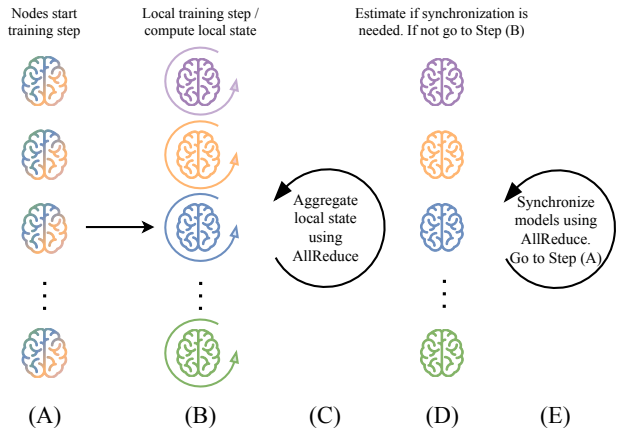 Nodes start
training step
Local training step /
compute local state
Estimate if synchronization is
needed. If not go to Step (B)
Aggregate
local state
using
AllReduce
Synchronize
models using
AllReduce.
Go to Step (A)
(A)
(B)
(C)
(D)
(E)